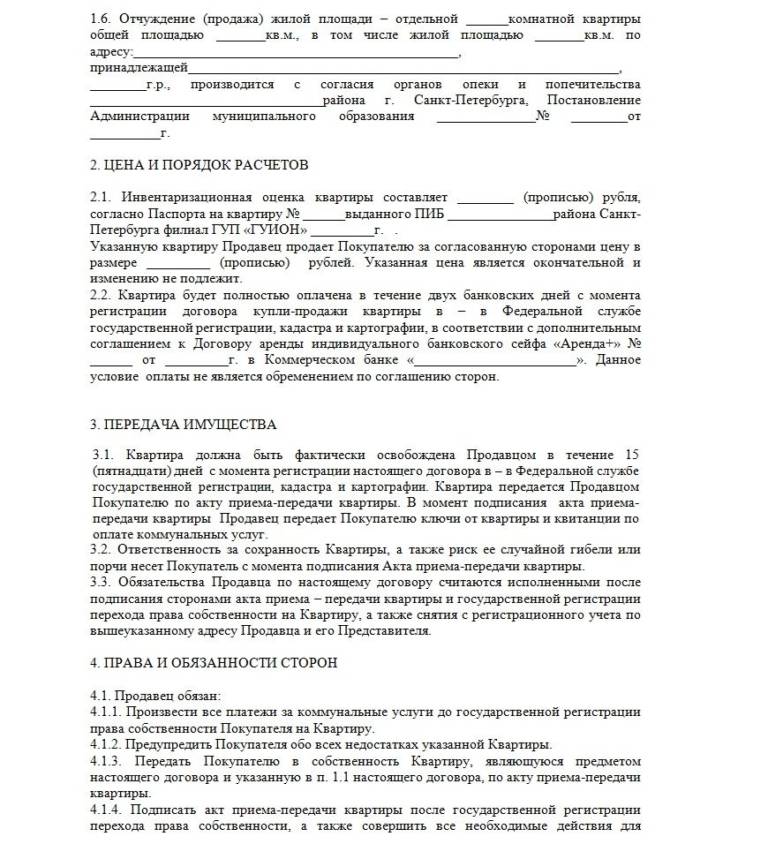 1.6. Отчуждение (продажа) жилой площади – отдельной ______комнатной квартиры
общей площадью _______кв.м., в том числе жилой площадью _______кв.м. по
адресу:______________________________________________,
принадлежащей_____________________________________________________________,
________г.р., производится с согласия органов опеки и попечительства
_________________________________района г. Санкт-Петербурга, Постановление
Администрации муниципального образования ______________№ ________от
__________г.
2. ЦЕНА И ПОРЯДОК РАСЧЕТОВ
2.1. Инвентаризационная оценка квартиры составляет ________ (прописью) рубля,
согласно Паспорта на квартиру № ______выданного ПИБ _______________района Санкт-
Петербурга филиал ГУП «ГУИОН» _________г. .
Указанную квартиру Продавец продает Покупателю за согласованную сторонами цену в
размере _________ (прописью) рублей. Указанная цена является окончательной и
изменению не подлежит.
2.2. Квартира будет полностью оплачена в течение двух банковских дней с момента
регистрации договора купли-продажи квартиры в – в Федеральной службе
государственной регистрации, кадастра и картографии, в соответствии с дополнительным
соглашением к Договору аренды индивидуального банковского сейфа «Аренда+» №
______ от _________г. в Коммерческом банке «_______________________». Данное
условие оплаты не является обременением по соглашению сторон.
3. ПЕРЕДАЧА ИМУЩЕСТВА
3.1. Квартира должна быть фактически освобождена Продавцом в течение 15
(пятнадцати) дней с момента регистрации настоящего договора в – в Федеральной службе
государственной регистрации, кадастра и картографии. Квартира передается Продавцом
Покупателю по акту приема-передачи квартиры. В момент подписания акта приема-
передачи квартиры Продавец передает Покупателю ключи от квартиры и квитанции по
оплате коммунальных услуг.
3.2. Ответственность за сохранность Квартиры, а также риск ее случайной гибели или
порчи несет Покупатель с момента подписания Акта приема-передачи квартиры.
3.3. Обязательства Продавца по настоящему договору считаются исполненными после
подписания сторонами акта приема – передачи квартиры и государственной регистрации
перехода права собственности на Квартиру, а также снятия с регистрационного учета по
вышеуказанному адресу Продавца и его Представителя.
4. ПРАВА И ОБЯЗАННОСТИ СТОРОН
4.1. Продавец обязан:
4.1.1. Произвести все платежи за коммунальные услуги до государственной регистрации
права собственности Покупателя на Квартиру.
4.1.2. Предупредить Покупателя обо всех недостатках указанной Квартиры.
4.1.3. Передать Покупателю в собственность Квартиру, являющуюся предметом
настоящего договора и указанную в п. 1.1 настоящего договора, по акту приема-передачи
квартиры.
4.1.4. Подписать акт приема-передачи квартиры после государственной регистрации
перехода права собственности, а также совершить все необходимые действия для